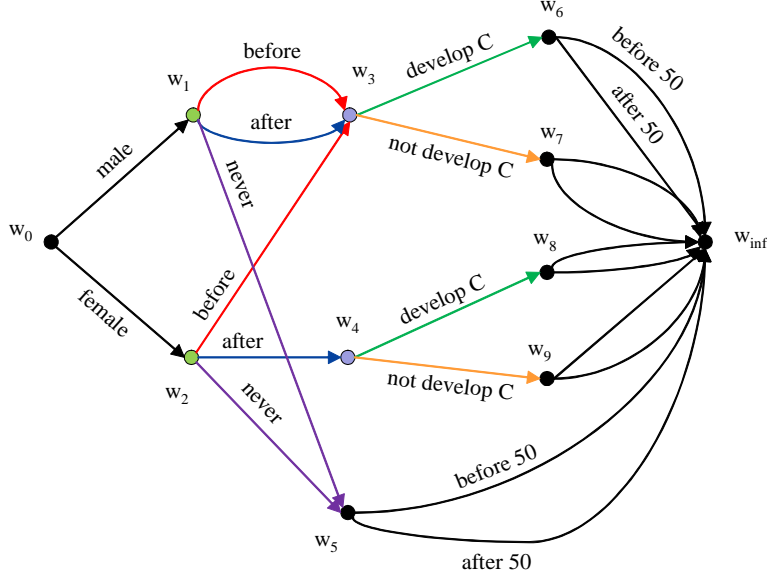 w6
before
before 50
develop C
w1
w3
after 50
after
w7
male
not develop C
never
w0
winf
w8
before
develop C
female
w4
after
w9
not develop C
w2
never
before 50
w5
after 50